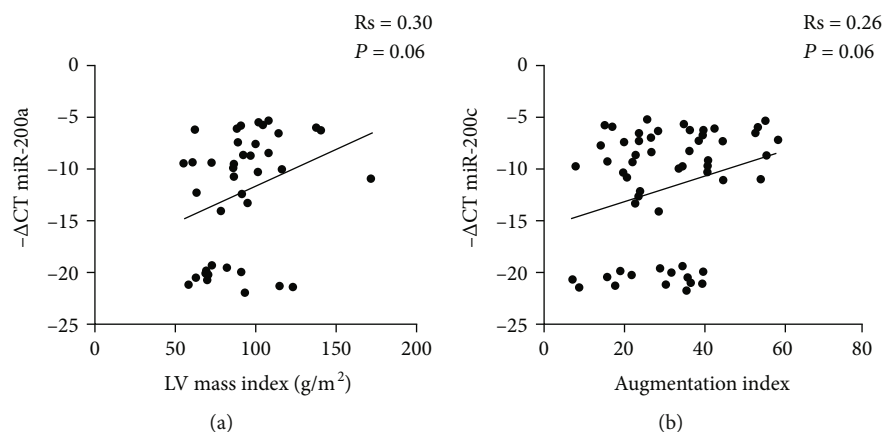 Rs = 0.30
P = 0.06
0
−5
−10
−15
−20
−25
−ΔCT miR-200a
0
50
100
150
200
LV mass index (g/m²)
(a)
Rs = 0.26
P = 0.06
0
−5
−10
−15
−20
−25
−ΔCT miR-200c
0
20
40
60
80
Augmentation index
(b)